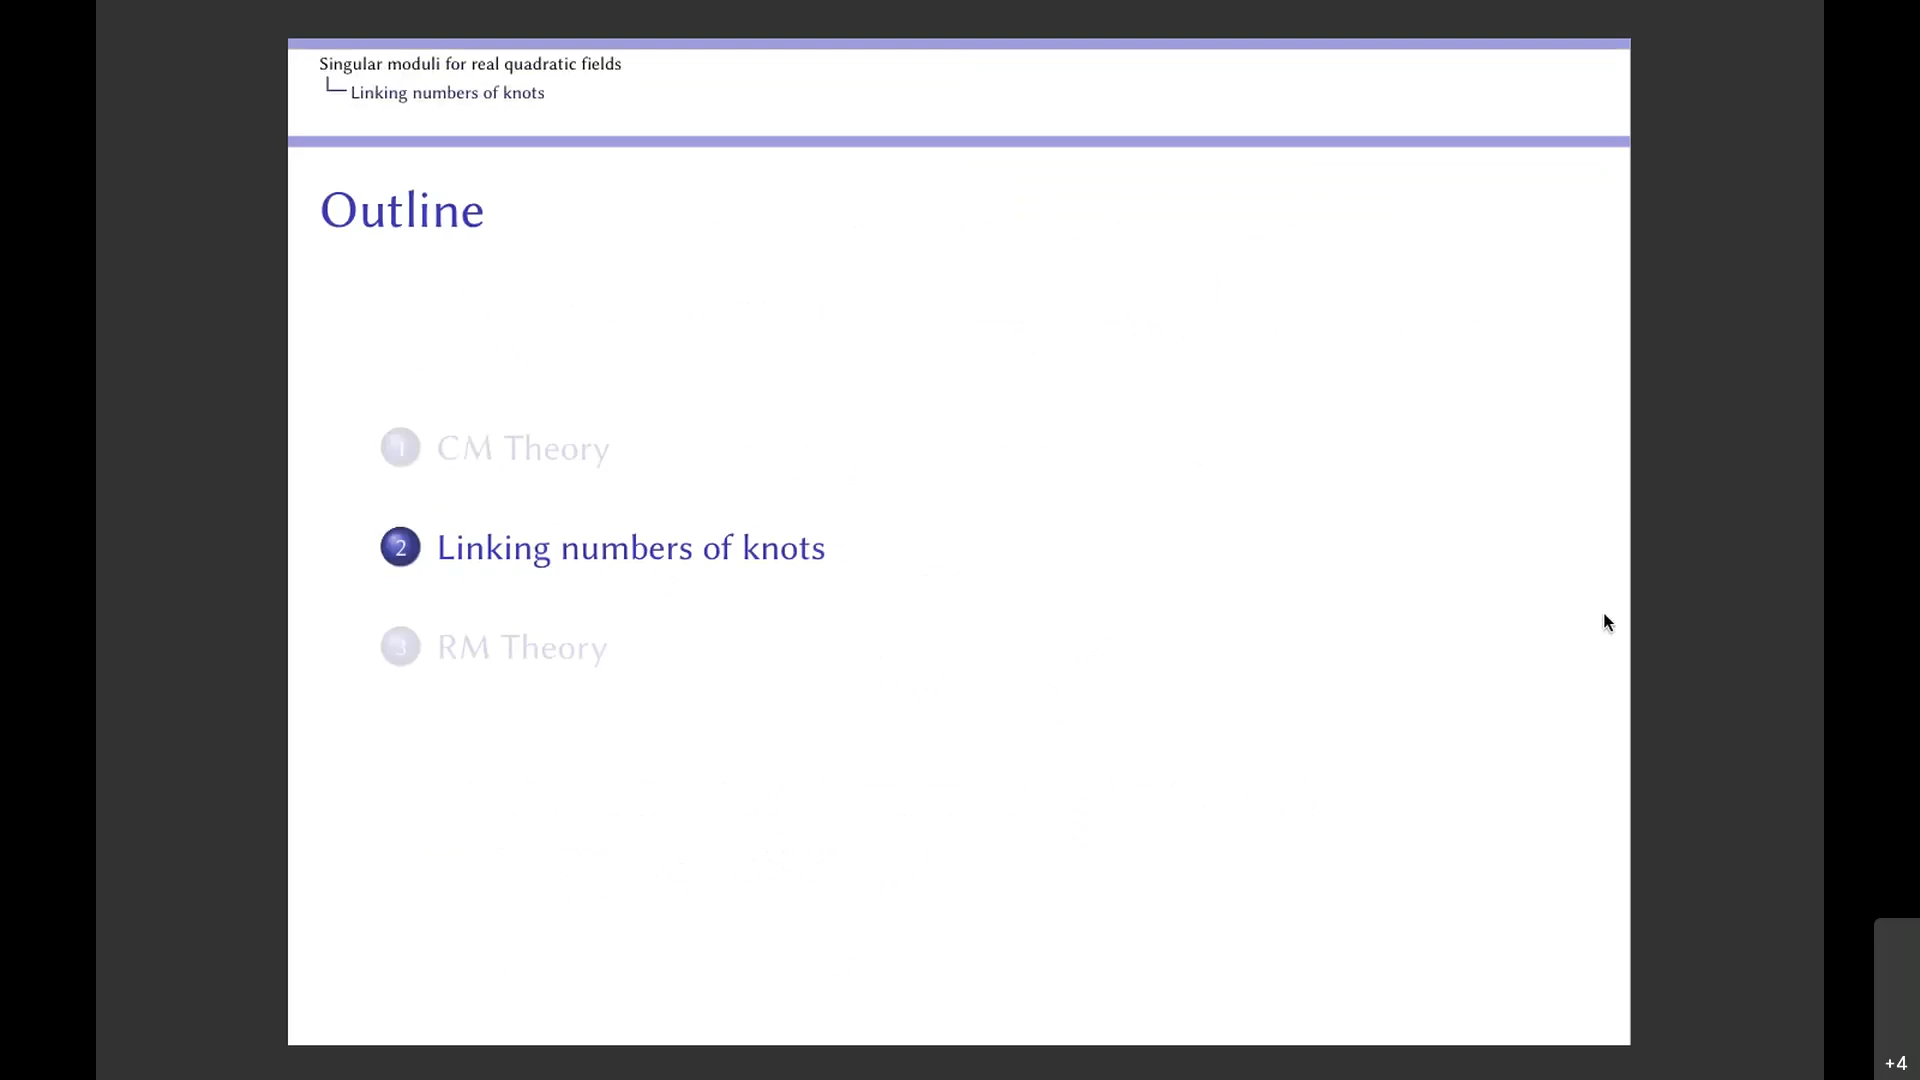 Singular moduli for real quadratic fields
Linking numbers of knots
Outline
1 CM Theory
2 Linking numbers of knots
3 RM Theory
+4